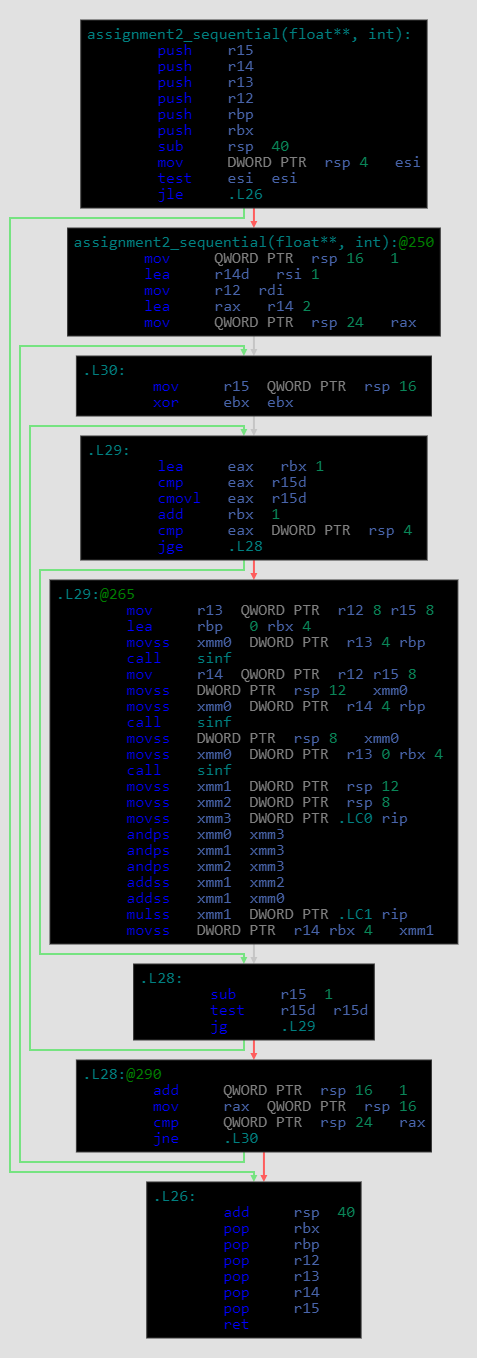 assignment2_sequential(float**, int):
push r15
push r14
push r13
push r12
push rbp
push rbx
sub rsp 40
mov DWORD PTR rsp 4 esi
test esi esi
jle .L26
assignment2_sequential(float**, int):@250
mov QWORD PTR rsp 16 1
lea r14d rsi 1
mov r12 rdi
lea rax r14 2
mov QWORD PTR rsp 24 rax
.L30:
mov r15 QWORD PTR rsp 16
xor ebx ebx
.L29:
lea eax rbx 1
cmp eax r15d
cmovl eax r15d
add rbx 1
cmp eax DWORD PTR rsp 4
jge .L28
.L29:@265
mov r13 QWORD PTR r12 8 r15 8
lea rbp 0 rbx 4
movss xmm0 DWORD PTR r13 4 rbp
call sinf
mov r14 QWORD PTR r12 r15 8
movss DWORD PTR rsp 12 xmm0
movss xmm0 DWORD PTR r14 4 rbp
call sinf
movss DWORD PTR rsp 8 xmm0
movss xmm0 DWORD PTR r13 0 rbx 4
call sinf
movss xmm1 DWORD PTR rsp 12
movss xmm2 DWORD PTR rsp 8
movss xmm3 DWORD PTR .LC0 rip
andps xmm0 xmm3
andps xmm1 xmm3
andps xmm2 xmm3
addss xmm1 xmm2
addss xmm1 xmm0
mulss xmm1 DWORD PTR .LC1 rip
movss DWORD PTR r14 rbx 4 xmm1
.L28:
sub r15 1
test r15d r15d
jg .L29
.L28:@290
add QWORD PTR rsp 16 1
mov rax QWORD PTR rsp 16
cmp QWORD PTR rsp 24 rax
jne .L30
.L26:
add rsp 40
pop rbx
pop rbp
pop r12
pop r13
pop r14
pop r15
ret